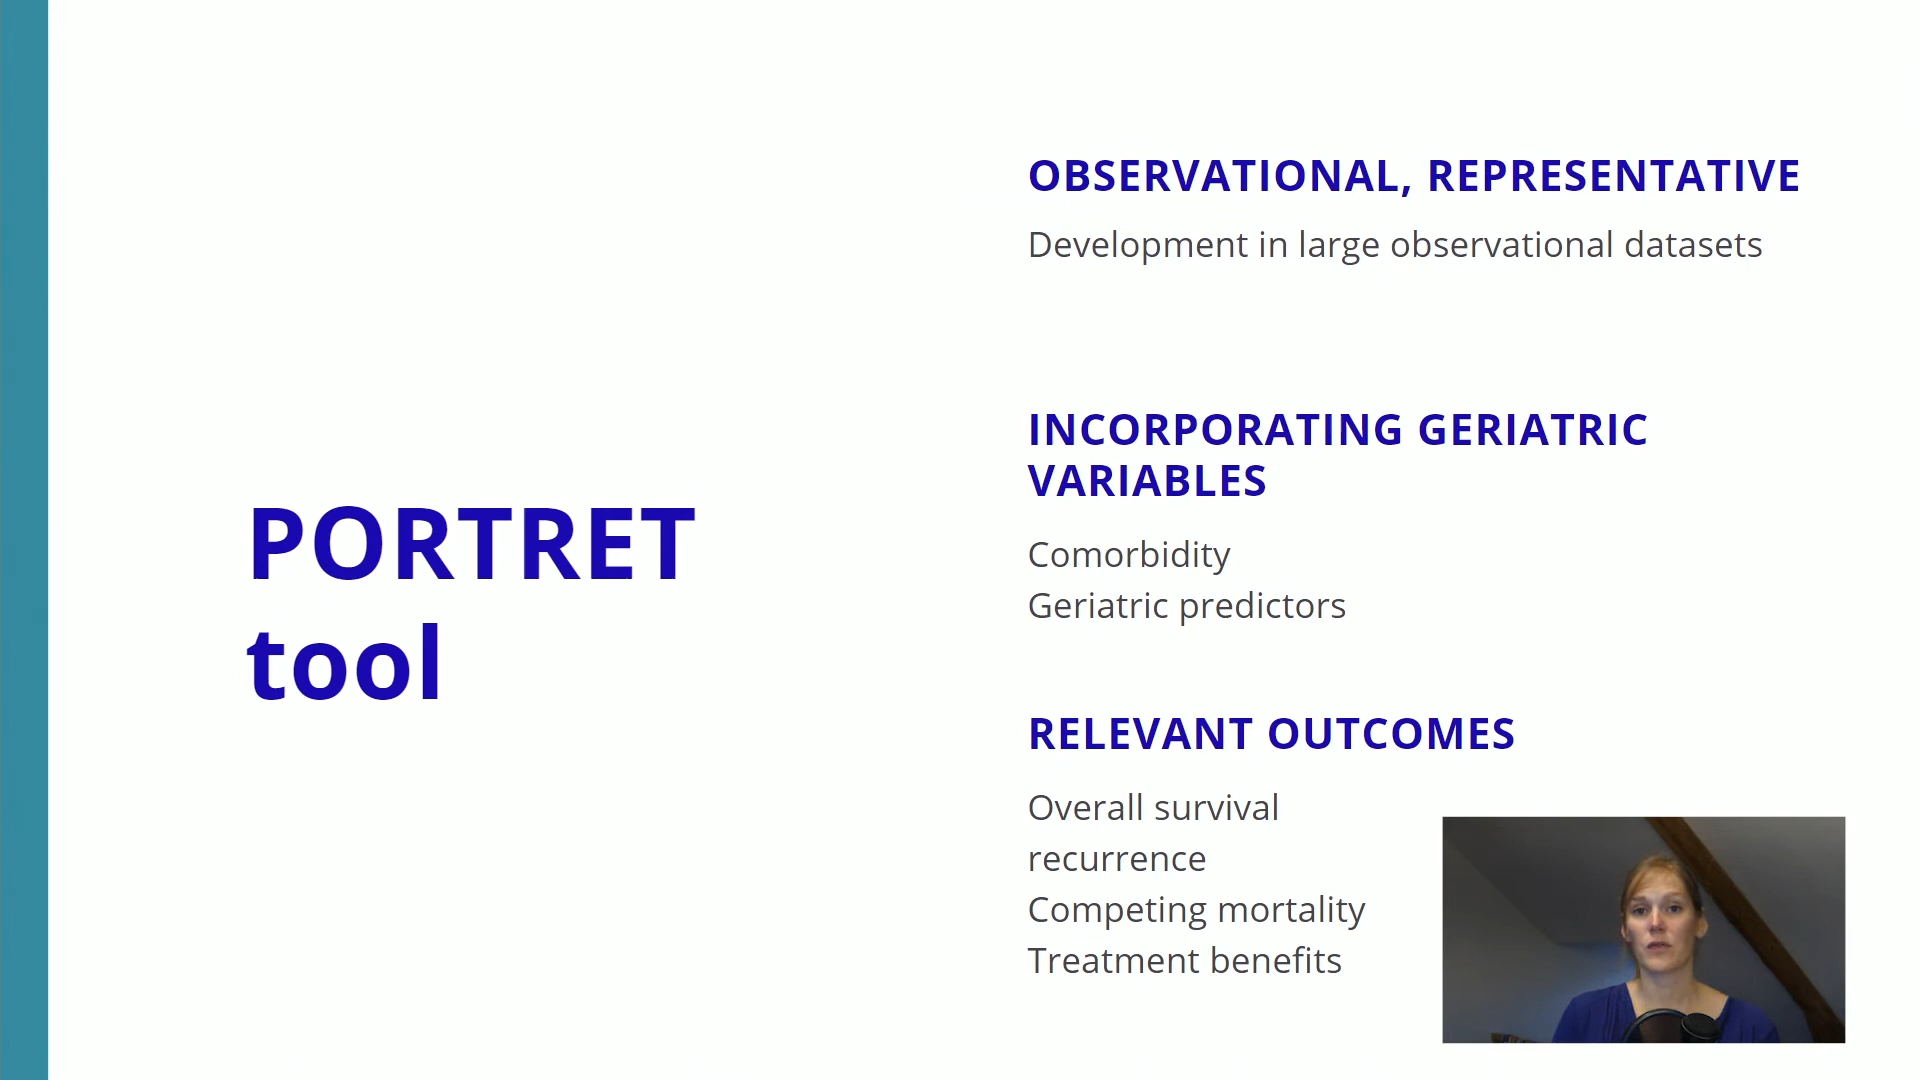 PORTRET
tool
OBSERVATIONAL, REPRESENTATIVE
Development in large observational datasets
INCORPORATING GERIATRIC
VARIABLES
Comorbidity
Geriatric predictors
RELEVANT OUTCOMES
Overall survival
recurrence
Competing mortality
Treatment benefits